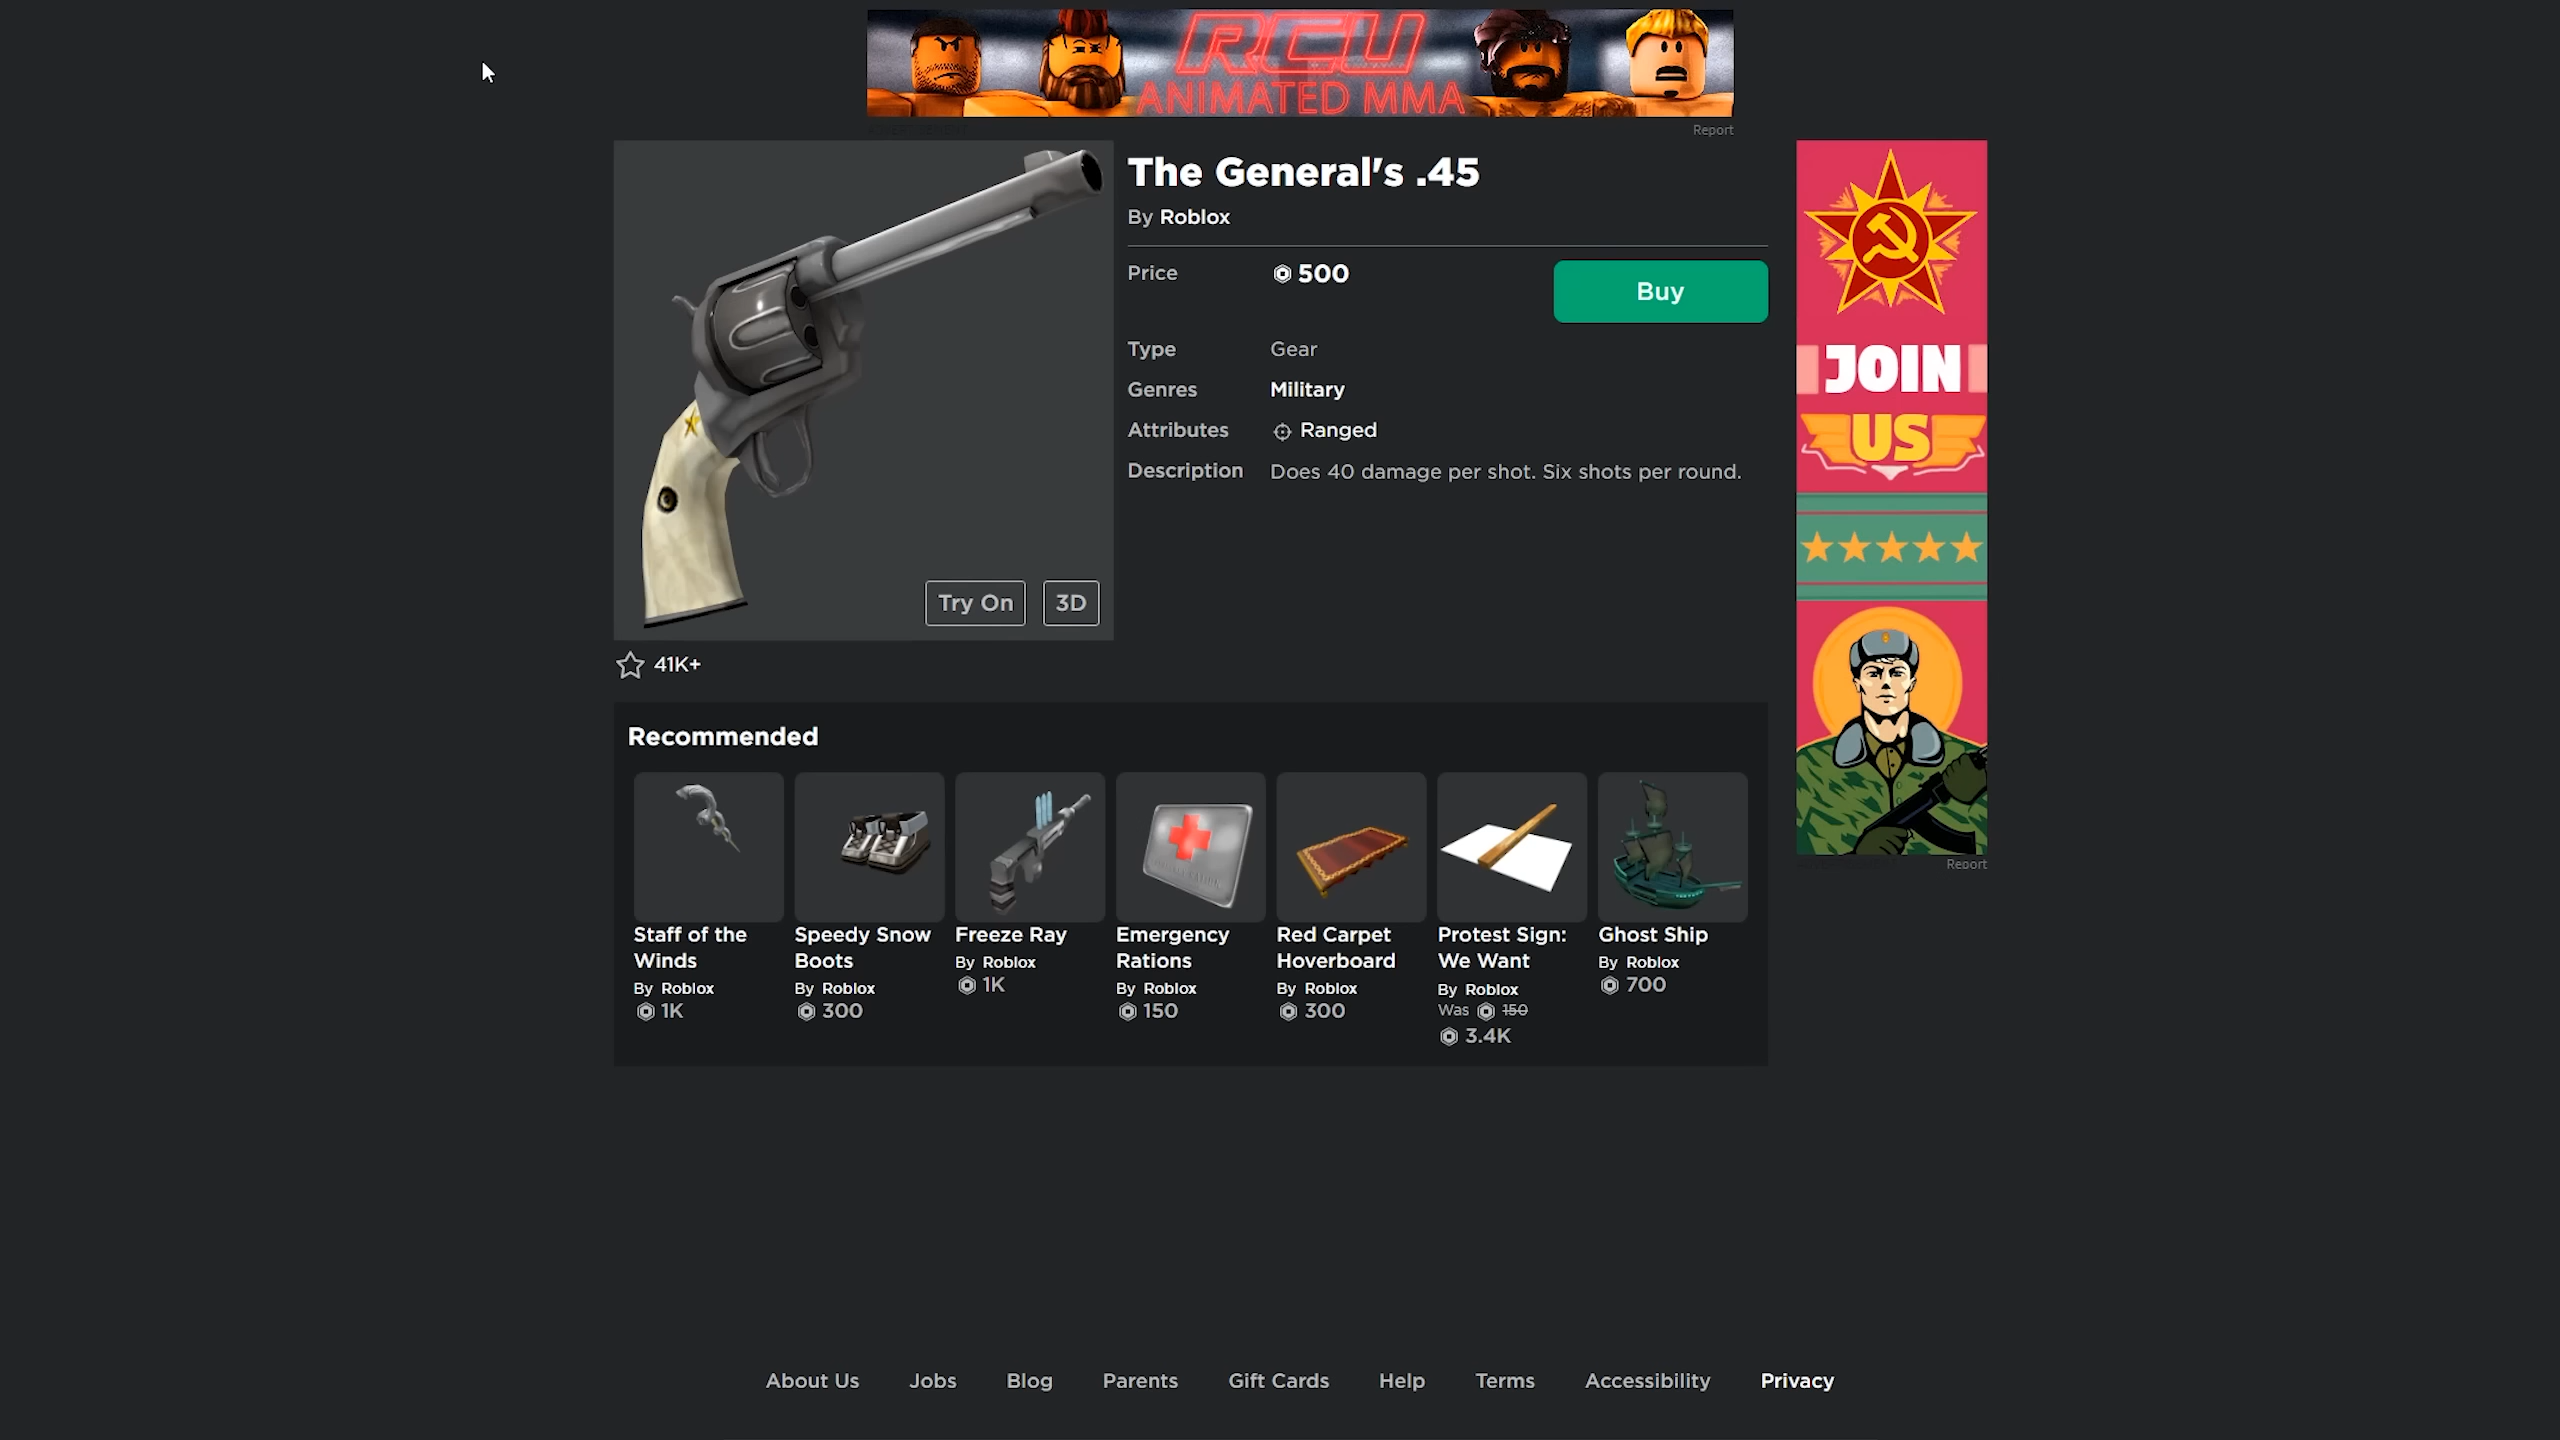 RCU
ANIMATED MMA
Report
The General's .45
By Roblox
Price 500
Buy
Type Gear
Genres Military
Attributes Ranged
Description Does 40 damage per shot. Six shots per round.
Try On 3D
41K+
JOIN
US
Report
Recommended
Staff of the
Winds
By Roblox
1K
Speedy Snow
Boots
By Roblox
300
Freeze Ray
By Roblox
1K
Emergency
Rations
By Roblox
150
Red Carpet
Hoverboard
By Roblox
300
Protest Sign:
We Want
By Roblox
Was 150
3.4K
Ghost Ship
By Roblox
700
About Us Jobs Blog Parents Gift Cards Help Terms Accessibility Privacy